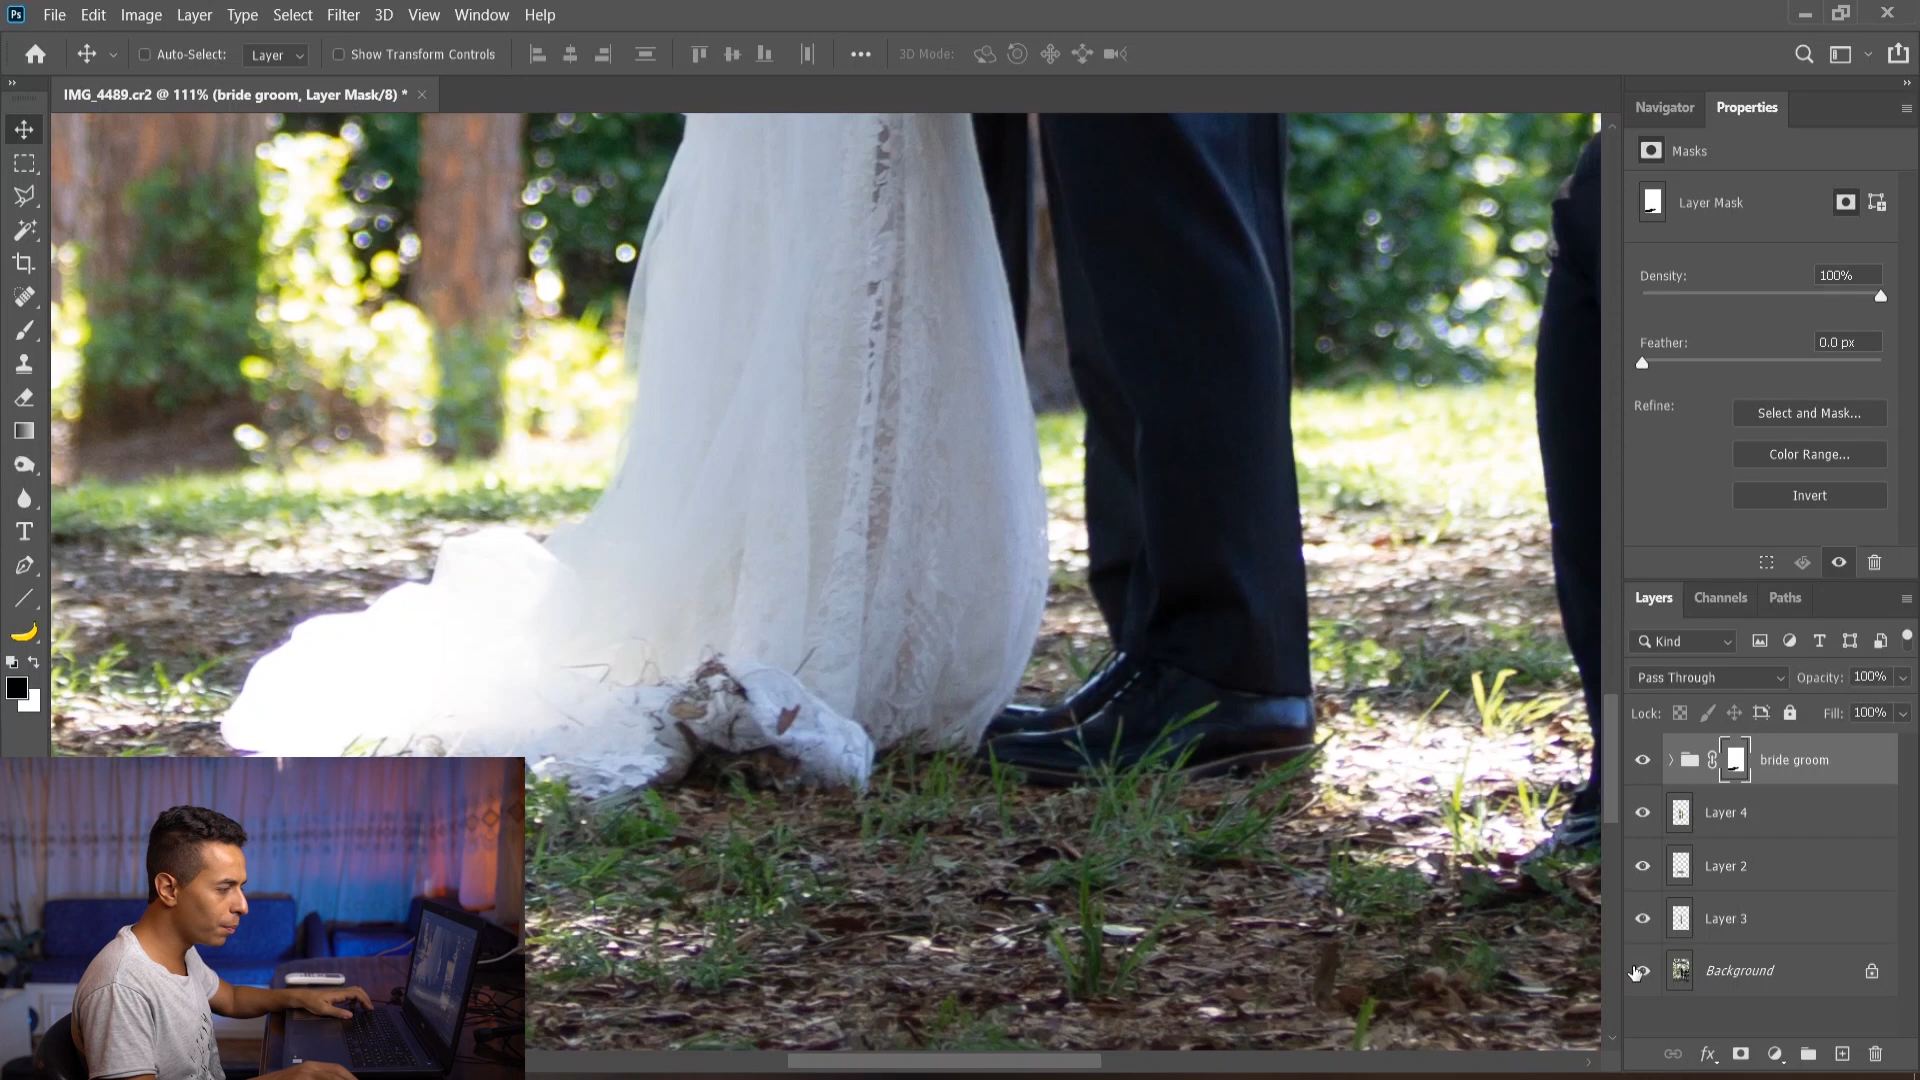 Ps File Edit Image Layer Type Select Filter 3D View Window Help
Auto-Select: Layer Show Transform Controls 3D Mode:
IMG_4489.cr2 @ 111% (bride groom, Layer Mask/8) *
Navigator Properties
Masks
Layer Mask
Density: 100%
Feather: 0.0 px
Refine: Select and Mask...
Color Range...
Invert
Layers Channels Paths
Kind
Pass Through Opacity: 100%
Lock: Fill: 100%
bride groom
Layer 4
Layer 2
Layer 3
Background